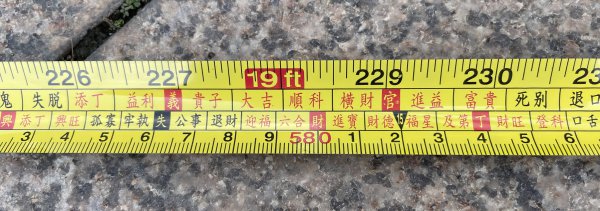 226 227 19 ft 229 230 23
鬼 失脱 添丁 益利 義 貴子 大吉 順科 橫財 官 進益 富貴 死別 退口
興 添丁 興旺 孤寡 牢執 失 公事 退財 迎福 六合 財 進寶 財德 15 福星 及第 丁 財旺 登科 口舌
3 4 5 6 7 8 9 580 1 2 3 4 5 6